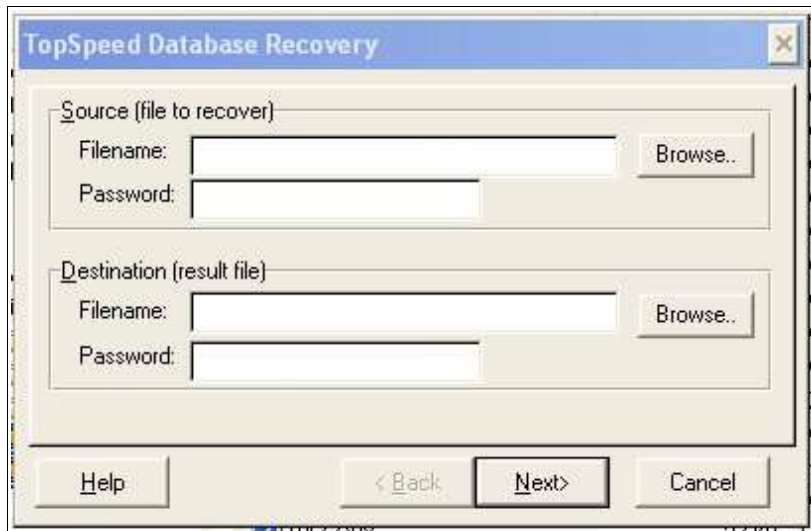 TopSpeed Database Recovery
Source (file to recover)
Filename:
Browse..
Password:
Destination (result file)
Filename:
Browse..
Password:
Help
< Back
Next>
Cancel